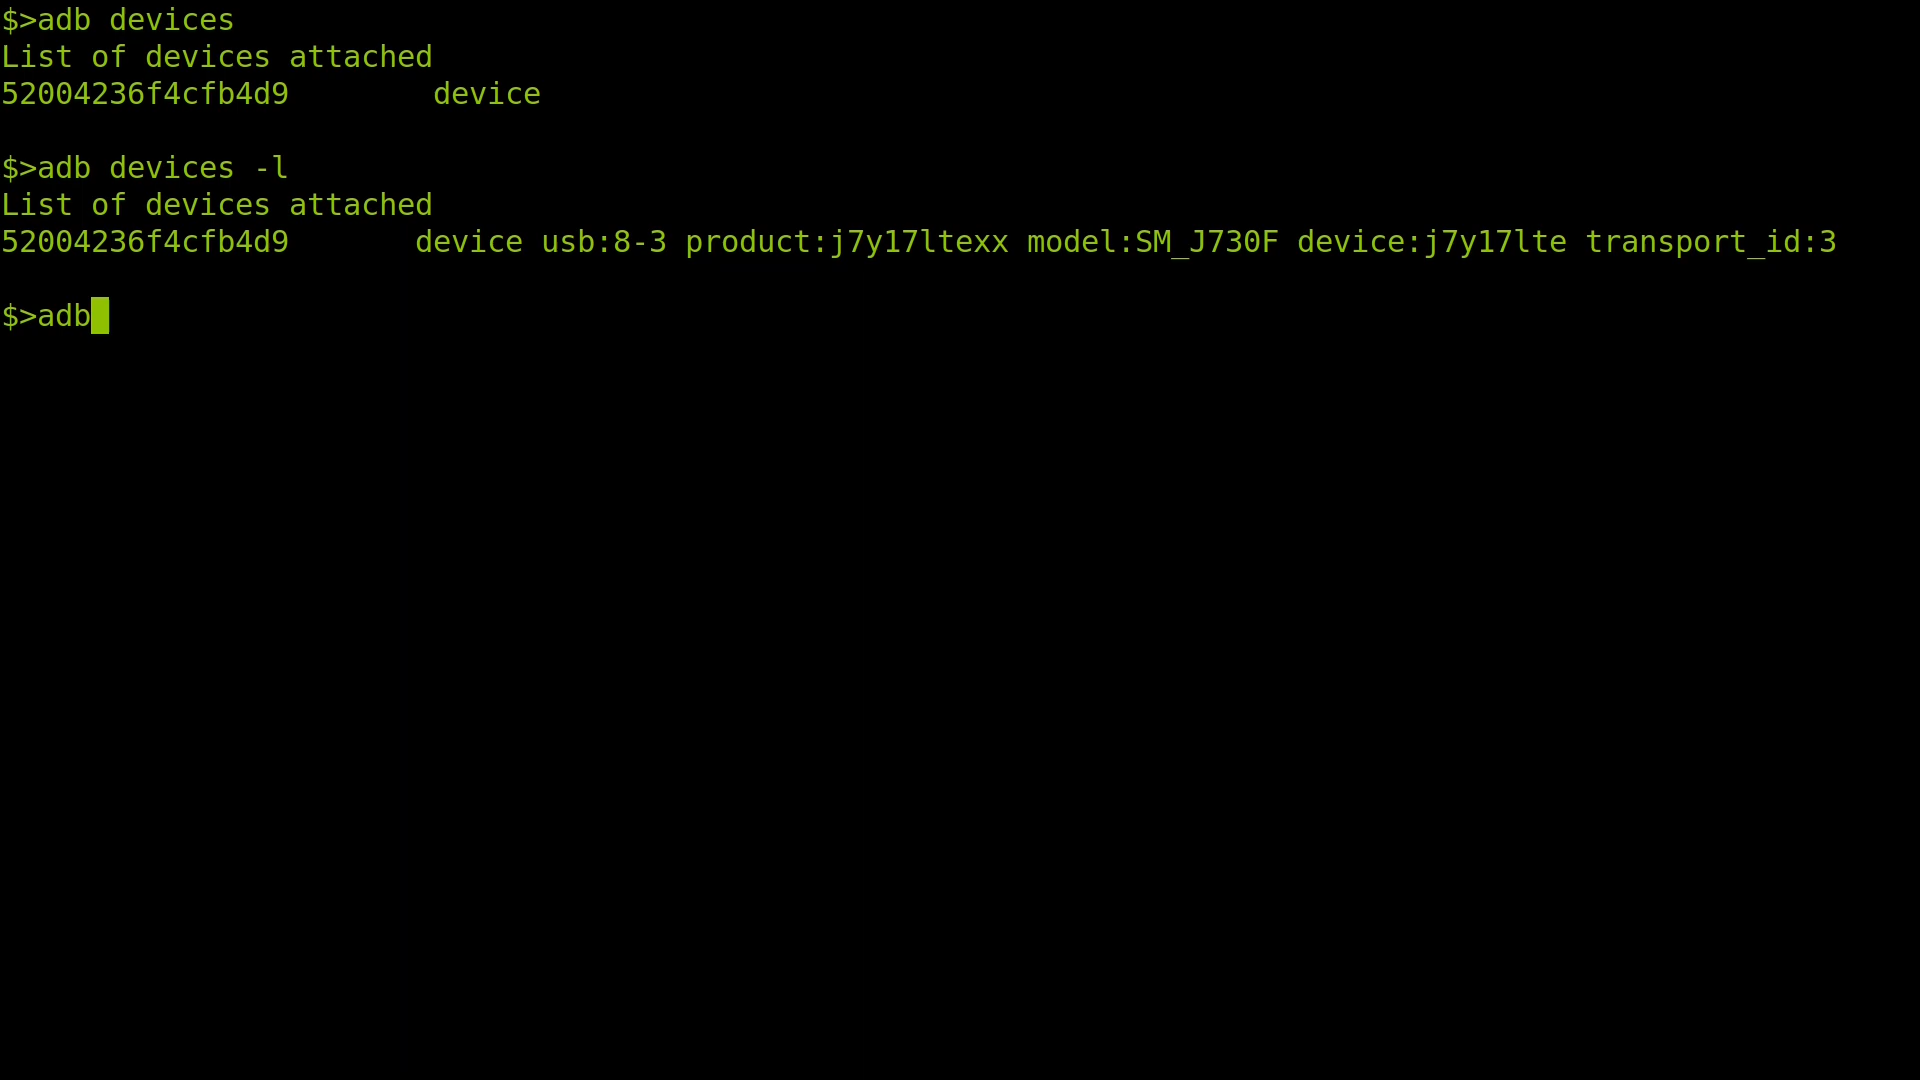 $>adb devices
List of devices attached
52004236f4cfb4d9        device
$>adb devices -l
List of devices attached
52004236f4cfb4d9       device usb:8-3 product:j7y17ltexx model:SM_J730F device:j7y17lte transport_id:3
$>adb